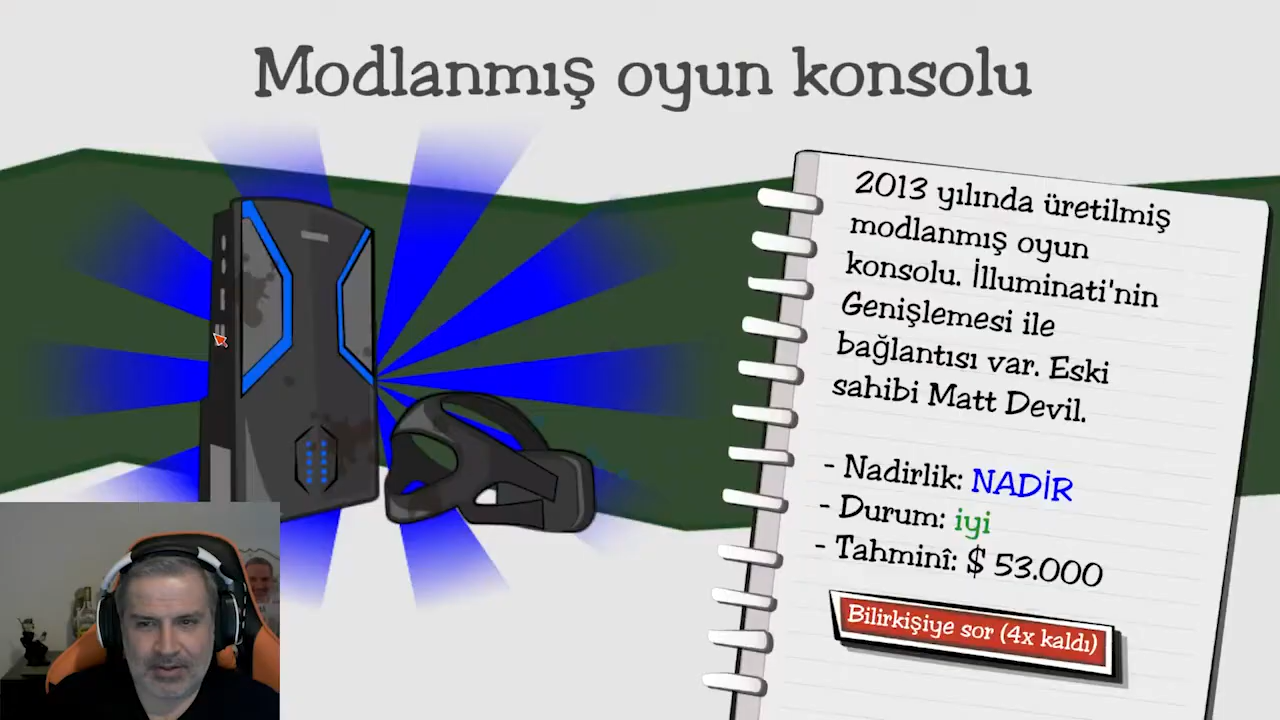 Modlanmış oyun konsolu
2013 yılında üretilmiş
modlanmış oyun
konsolu. İlluminati'nin
Genişlemesi ile
bağlantısı var. Eski
sahibi Matt Devil.
- Nadirlik: NADİR
- Durum: iyi
- Tahminî: $ 53.000
Bilirkişiye sor (4x kaldı)